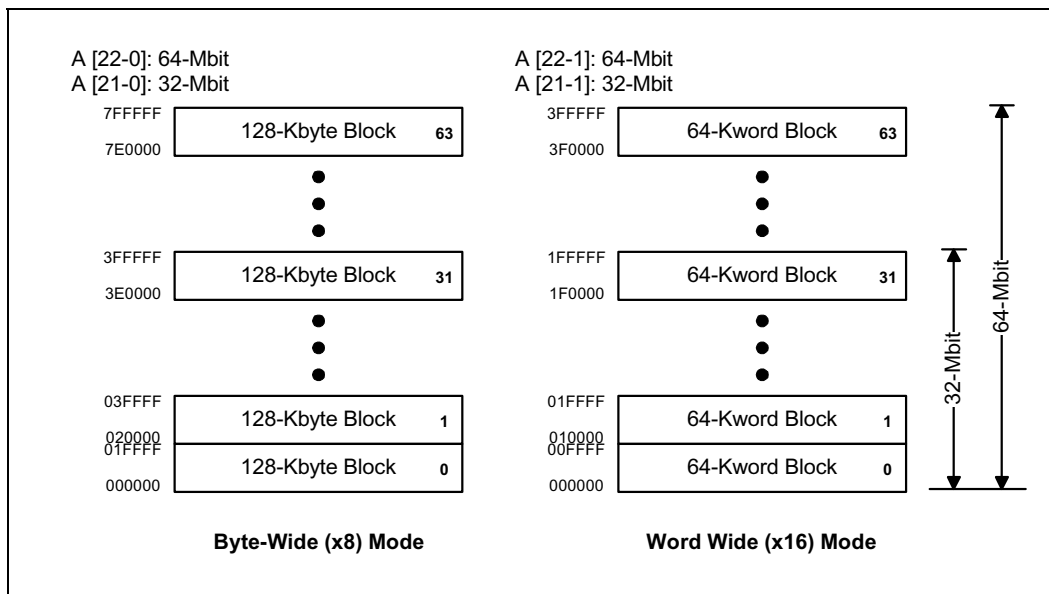 A [22-0]: 64-Mbit
A [21-0]: 32-Mbit
7FFFFF
128-Kbyte Block 63
7E0000
3FFFFF
128-Kbyte Block 31
3E0000
03FFFF
128-Kbyte Block 1
020000
01FFFF
128-Kbyte Block 0
000000
Byte-Wide (x8) Mode
A [22-1]: 64-Mbit
A [21-1]: 32-Mbit
3FFFFF
64-Kword Block 63
3F0000
1FFFFF
64-Kword Block 31
1F0000
01FFFF
64-Kword Block 1
010000
00FFFF
64-Kword Block 0
000000
Word Wide (x16) Mode
32-Mbit
64-Mbit